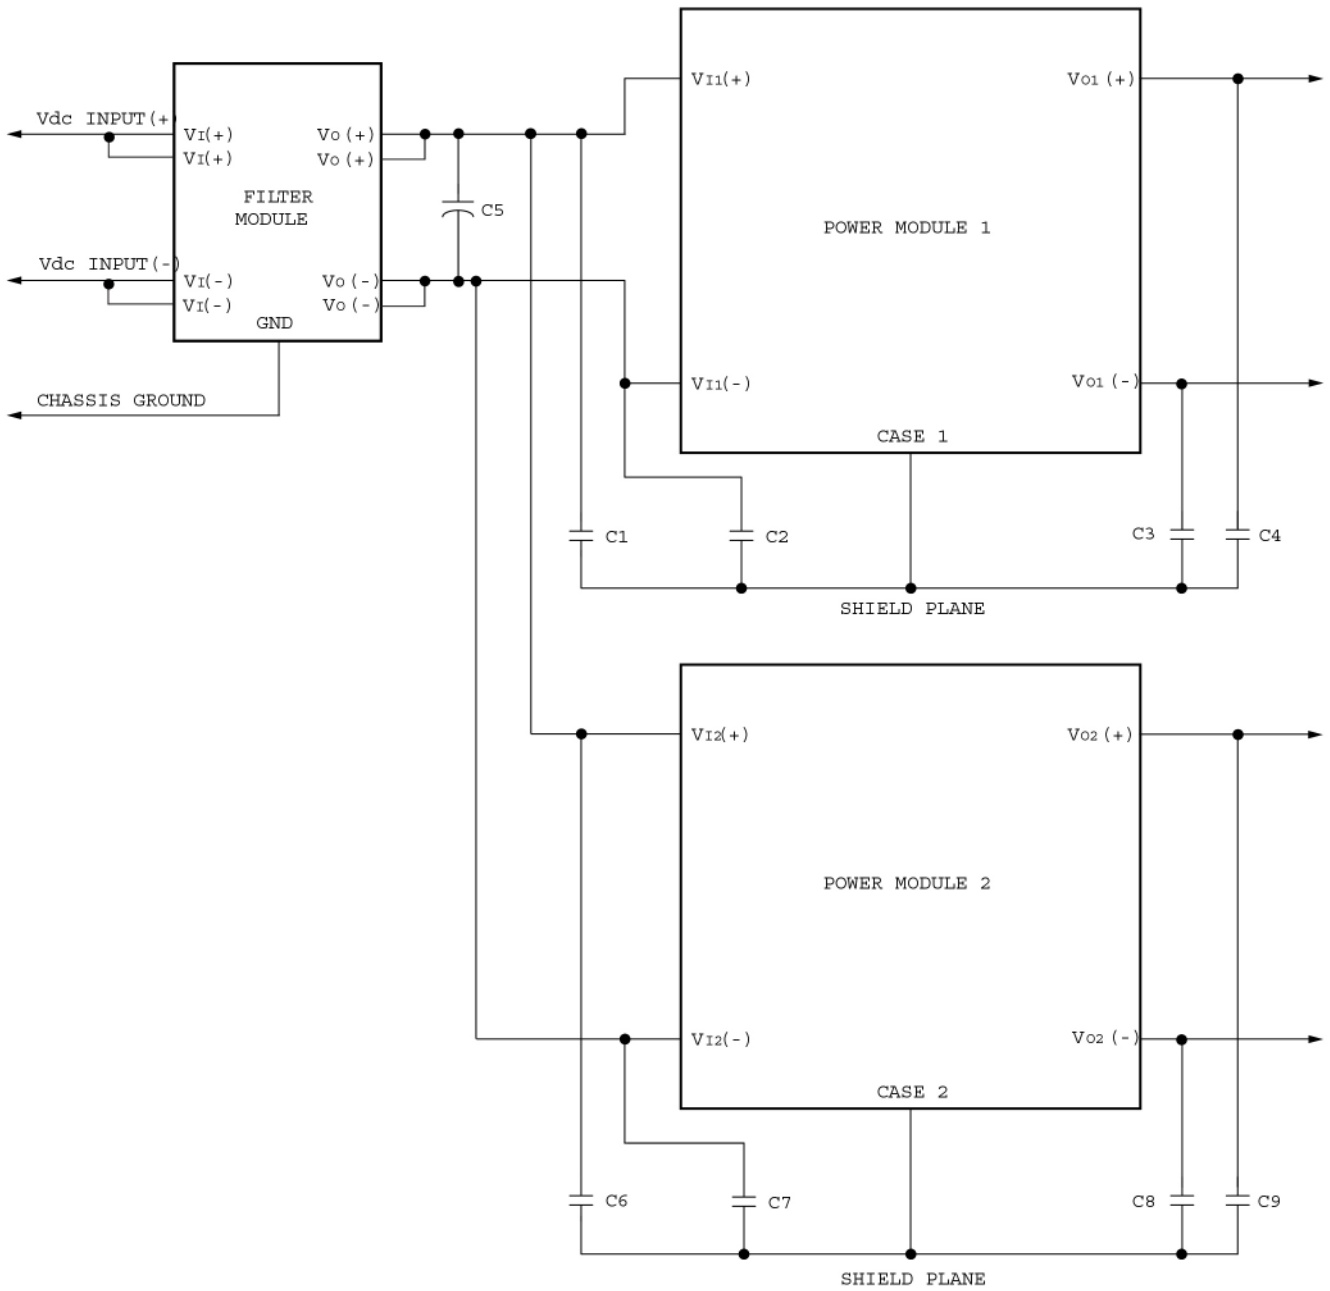 Vdc INPUT(+
VI(+)
VI(+)
VO(+)
VO(+)
FILTER
MODULE
C5
Vdc INPUT(-)
VI(-)
VI(-)
VO(-)
VO(-)
GND
CHASSIS GROUND
VI1(+)
VO1(+)
POWER MODULE 1
VI1(-)
VO1(-)
CASE 1
C1
C2
C3
C4
SHIELD PLANE
VI2(+)
VO2(+)
POWER MODULE 2
VI2(-)
VO2(-)
CASE 2
C6
C7
C8
C9
SHIELD PLANE